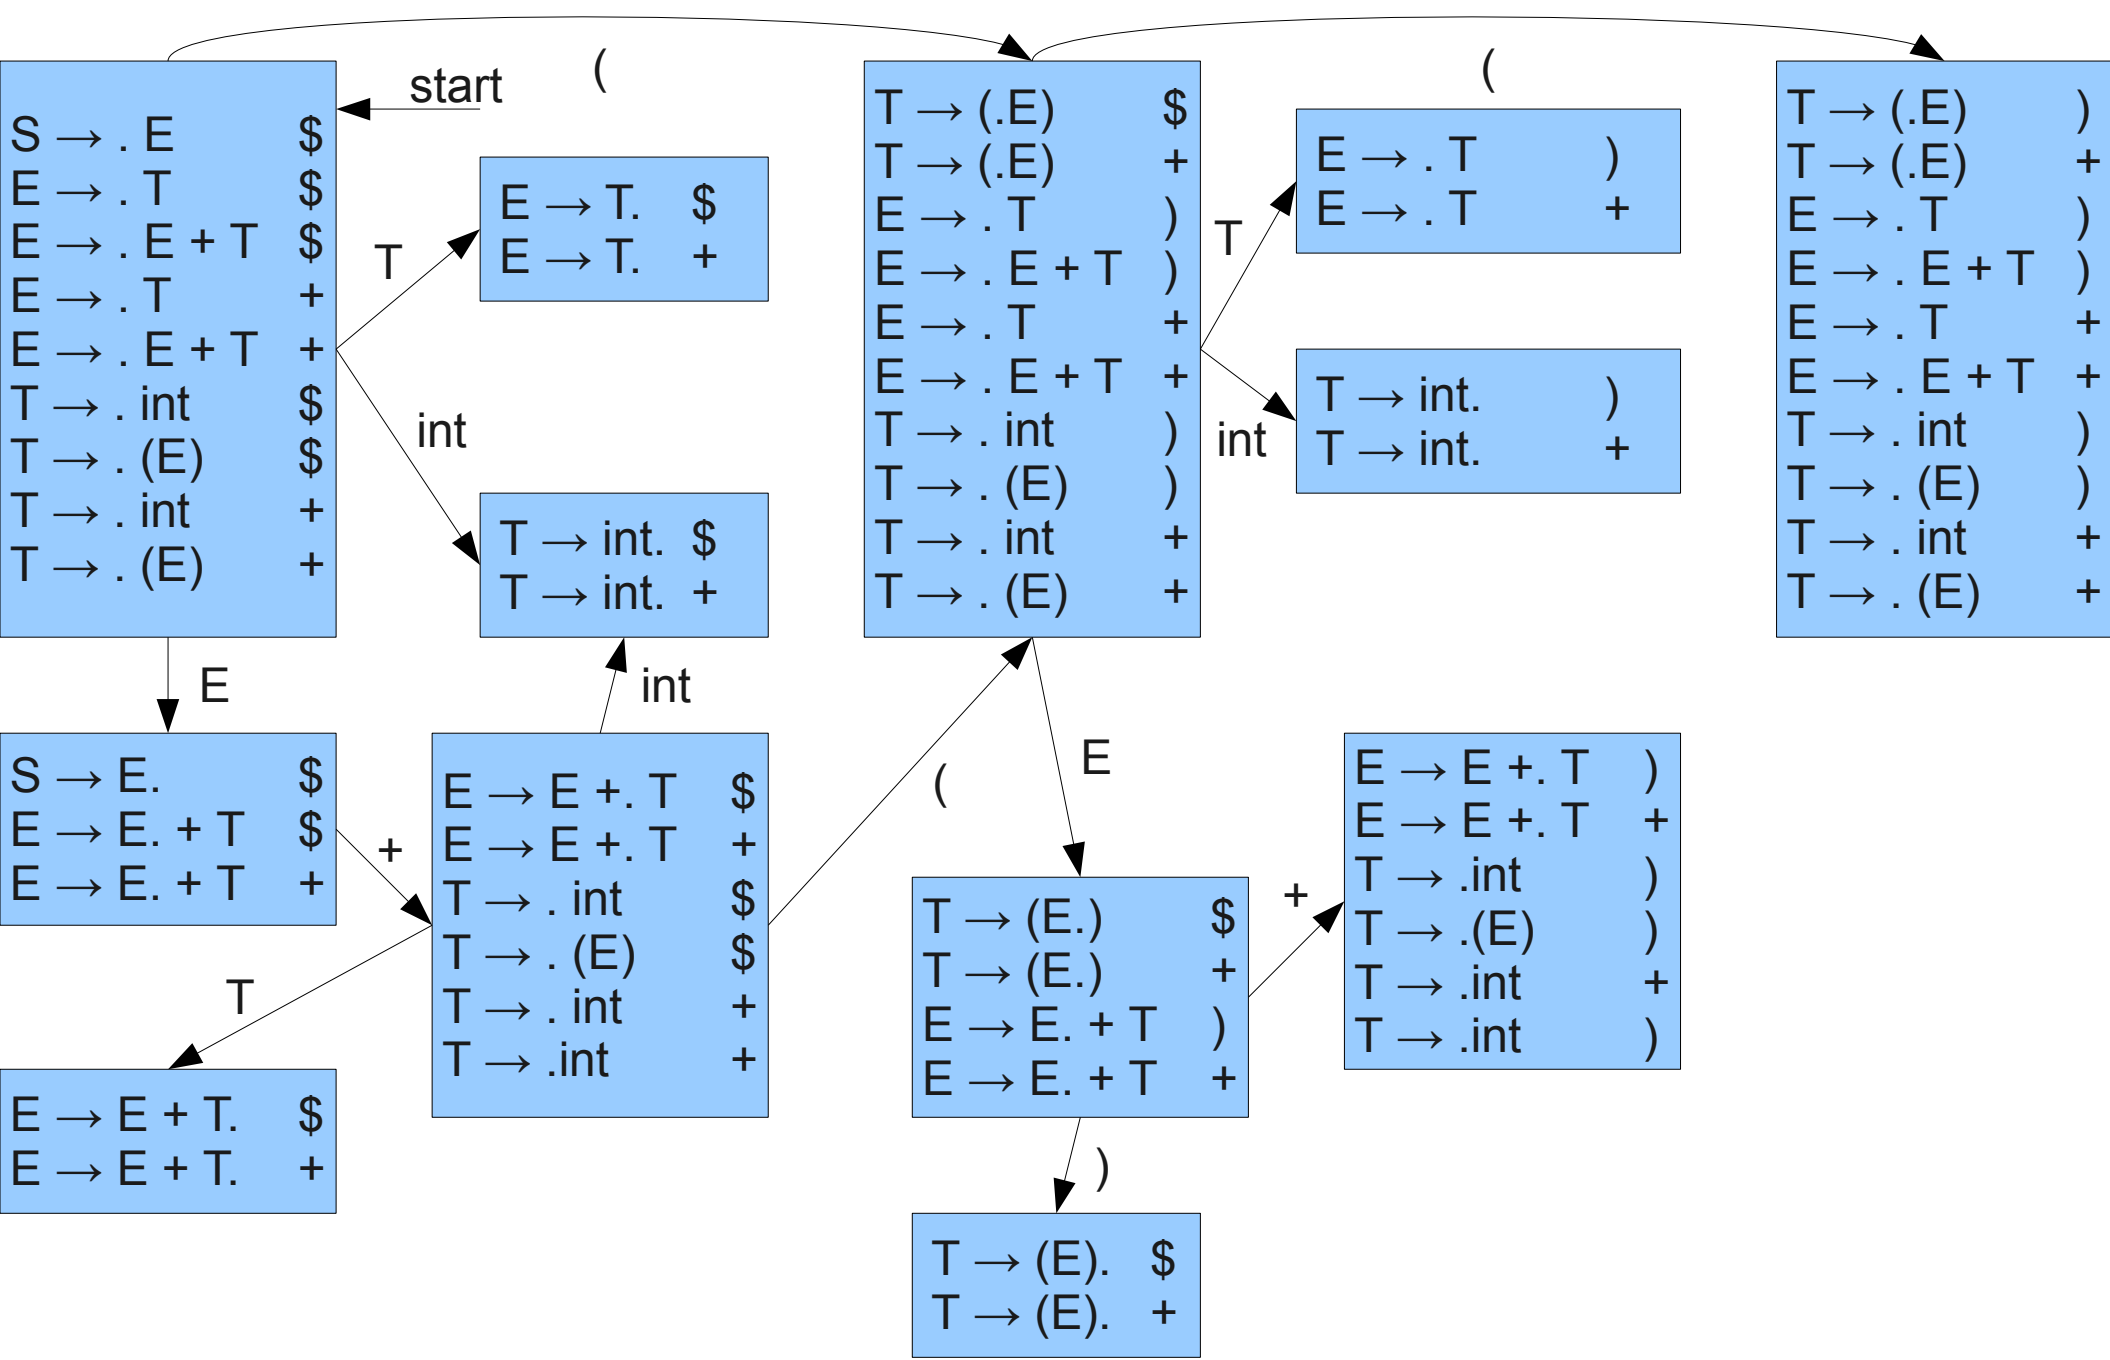 (
(
start
S → . E $
E → . T $
E → . E + T $
E → . T +
E → . E + T +
T → . int $
T → . (E) $
T → . int +
T → . (E) +
T
E → T. $
E → T. +
int
T → int. $
T → int. +
T → (.E) $
T → (.E) +
E → . T )
E → . E + T )
E → . T +
E → . E + T +
T → . int )
T → . (E) )
T → . int +
T → . (E) +
T
E → . T )
E → . T +
int
T → int. )
T → int. +
T → (.E) )
T → (.E) +
E → . T )
E → . E + T )
E → . T +
E → . E + T +
T → . int )
T → . (E) )
T → . int +
T → . (E) +
E
int
S → E. $
E → E. + T $
E → E. + T +
+
E → E +. T $
E → E +. T +
T → . int $
T → . (E) $
T → . int +
T → .int +
(
E
T
E → E + T. $
E → E + T. +
T → (E.) $
T → (E.) +
E → E. + T )
E → E. + T +
+
E → E +. T )
E → E +. T +
T → .int )
T → .(E) )
T → .int +
T → .int )
)
T → (E). $
T → (E). +